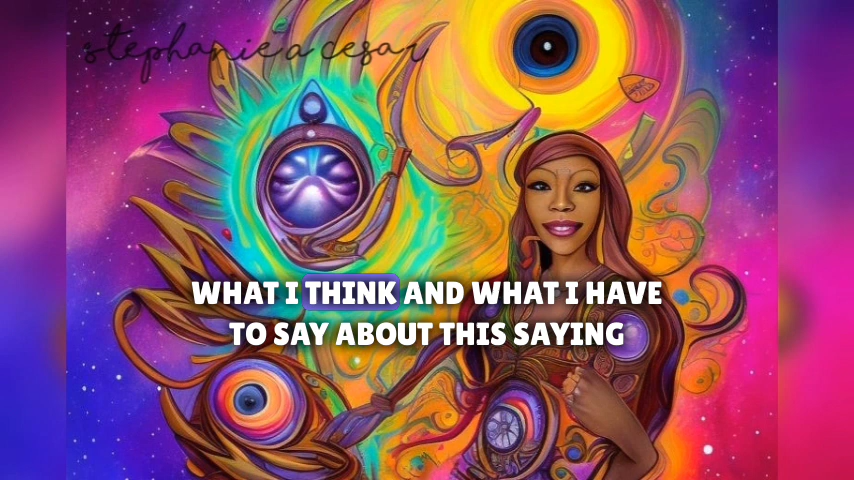 stephanie a cesar
WHAT I THINK AND WHAT I HAVE
TO SAY ABOUT THIS SAYING